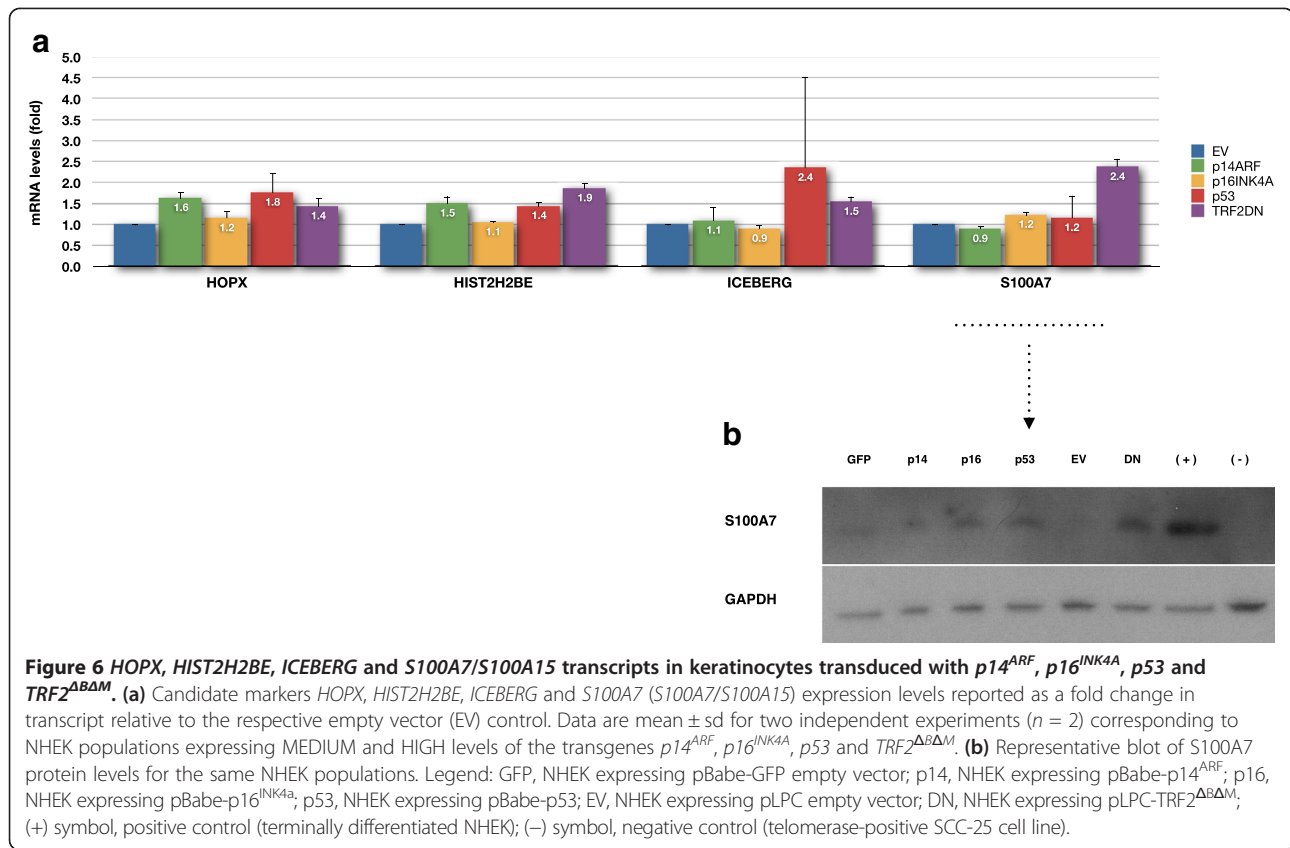 a
mRNA levels (fold)
5.0
4.5
4.0
3.5
3.0
2.5
2.0
1.5
1.0
0.5
0.0
1.6
1.2
1.8
1.4
1.5
1.1
1.4
1.9
1.1
0.9
2.4
1.5
0.9
1.2
1.2
2.4
HOPX
HIST2H2BE
ICEBERG
S100A7
EV
p14ARF
p16INK4A
p53
TRF2DN
b
GFP p14 p16 p53 EV DN (+) (-)
S100A7
GAPDH
Figure 6 HOPX, HIST2H2BE, ICEBERG and S100A7/S100A15 transcripts in keratinocytes transduced with p14ARF, p16INK4A, p53 and
TRF2ΔBΔM. (a) Candidate markers HOPX, HIST2H2BE, ICEBERG and S100A7 (S100A7/S100A15) expression levels reported as a fold change in
transcript relative to the respective empty vector (EV) control. Data are mean ± sd for two independent experiments (n = 2) corresponding to
NHEK populations expressing MEDIUM and HIGH levels of the transgenes p14ARF, p16INK4A, p53 and TRF2ΔBΔM. (b) Representative blot of S100A7
protein levels for the same NHEK populations. Legend: GFP, NHEK expressing pBabe-GFP empty vector; p14, NHEK expressing pBabe-p14ARF; p16,
NHEK expressing pBabe-p16INK4a; p53, NHEK expressing pBabe-p53; EV, NHEK expressing pLPC empty vector; DN, NHEK expressing pLPC-TRF2ΔBΔM;
(+) symbol, positive control (terminally differentiated NHEK); (−) symbol, negative control (telomerase-positive SCC-25 cell line).